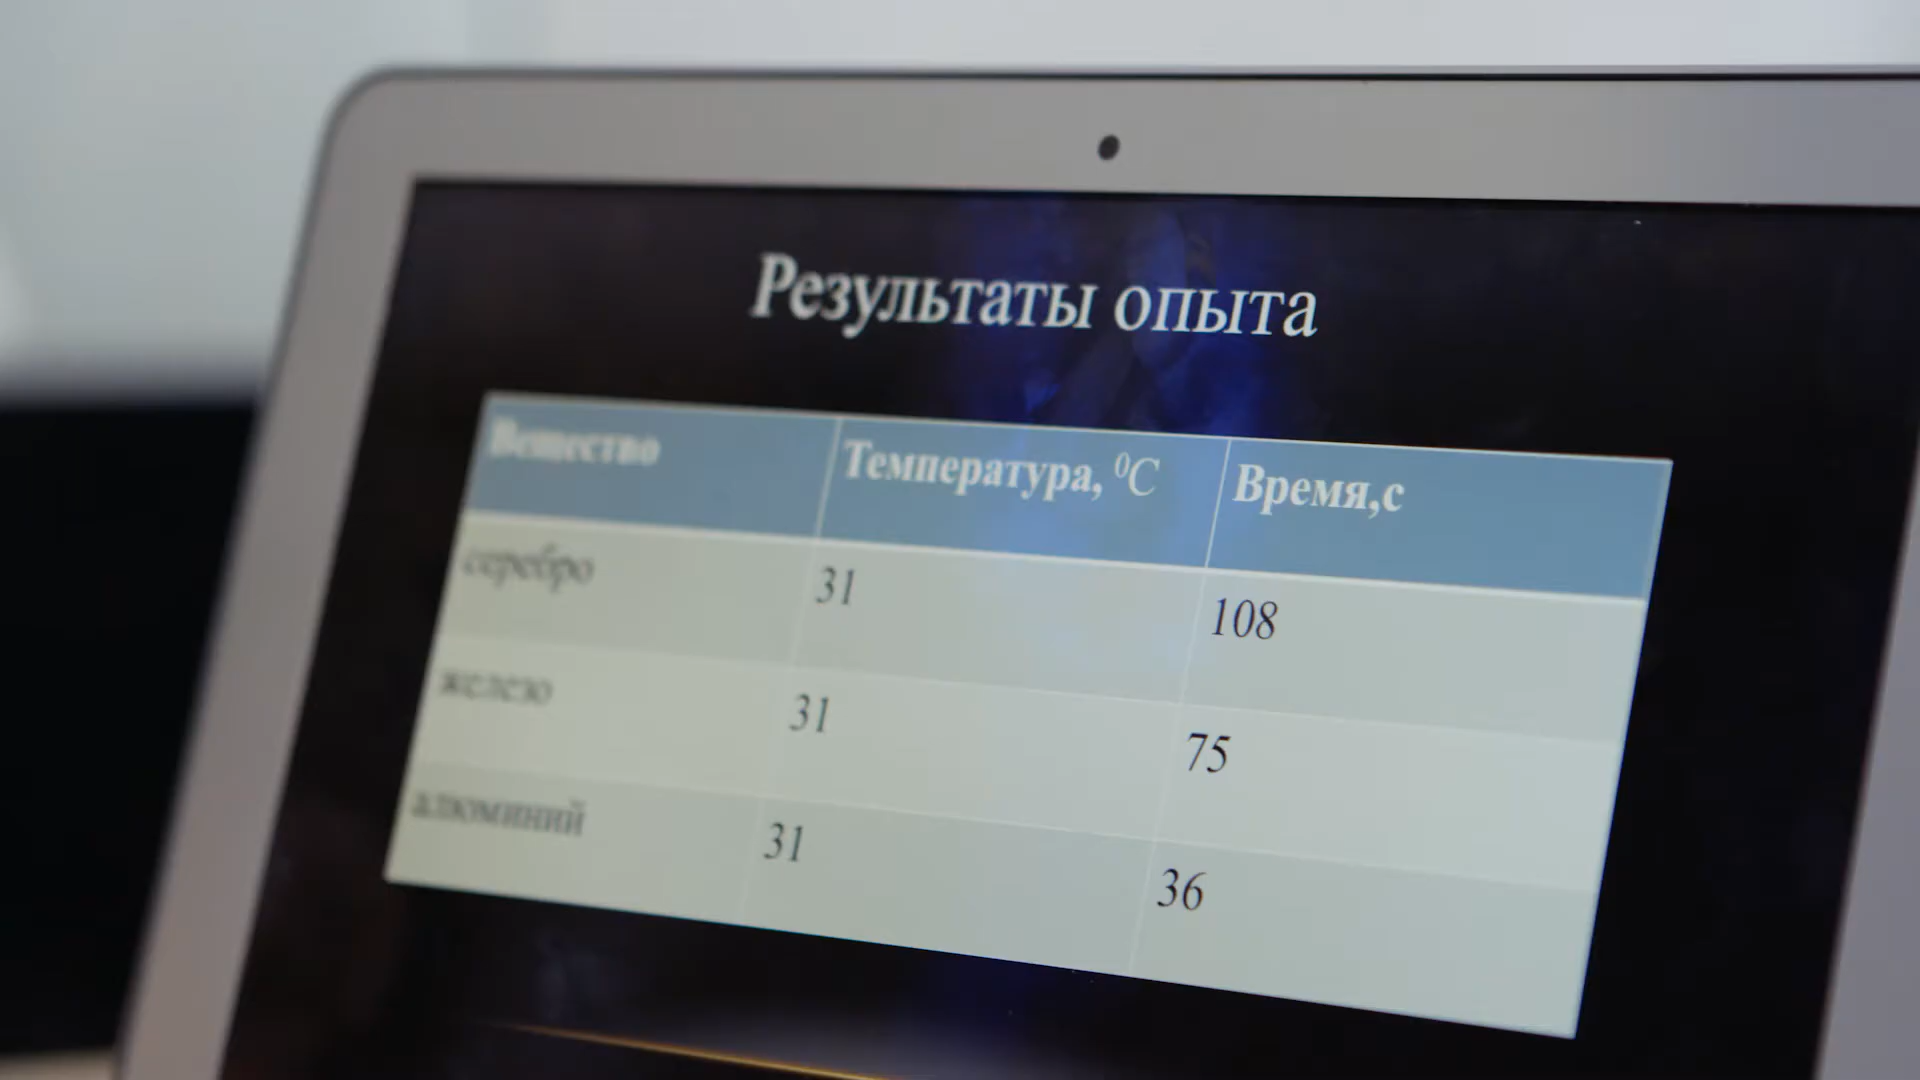 Результаты опыта
Вещество Температура, ⁰C Время,с
серебро 31 108
железо 31 75
алюминий 31 36